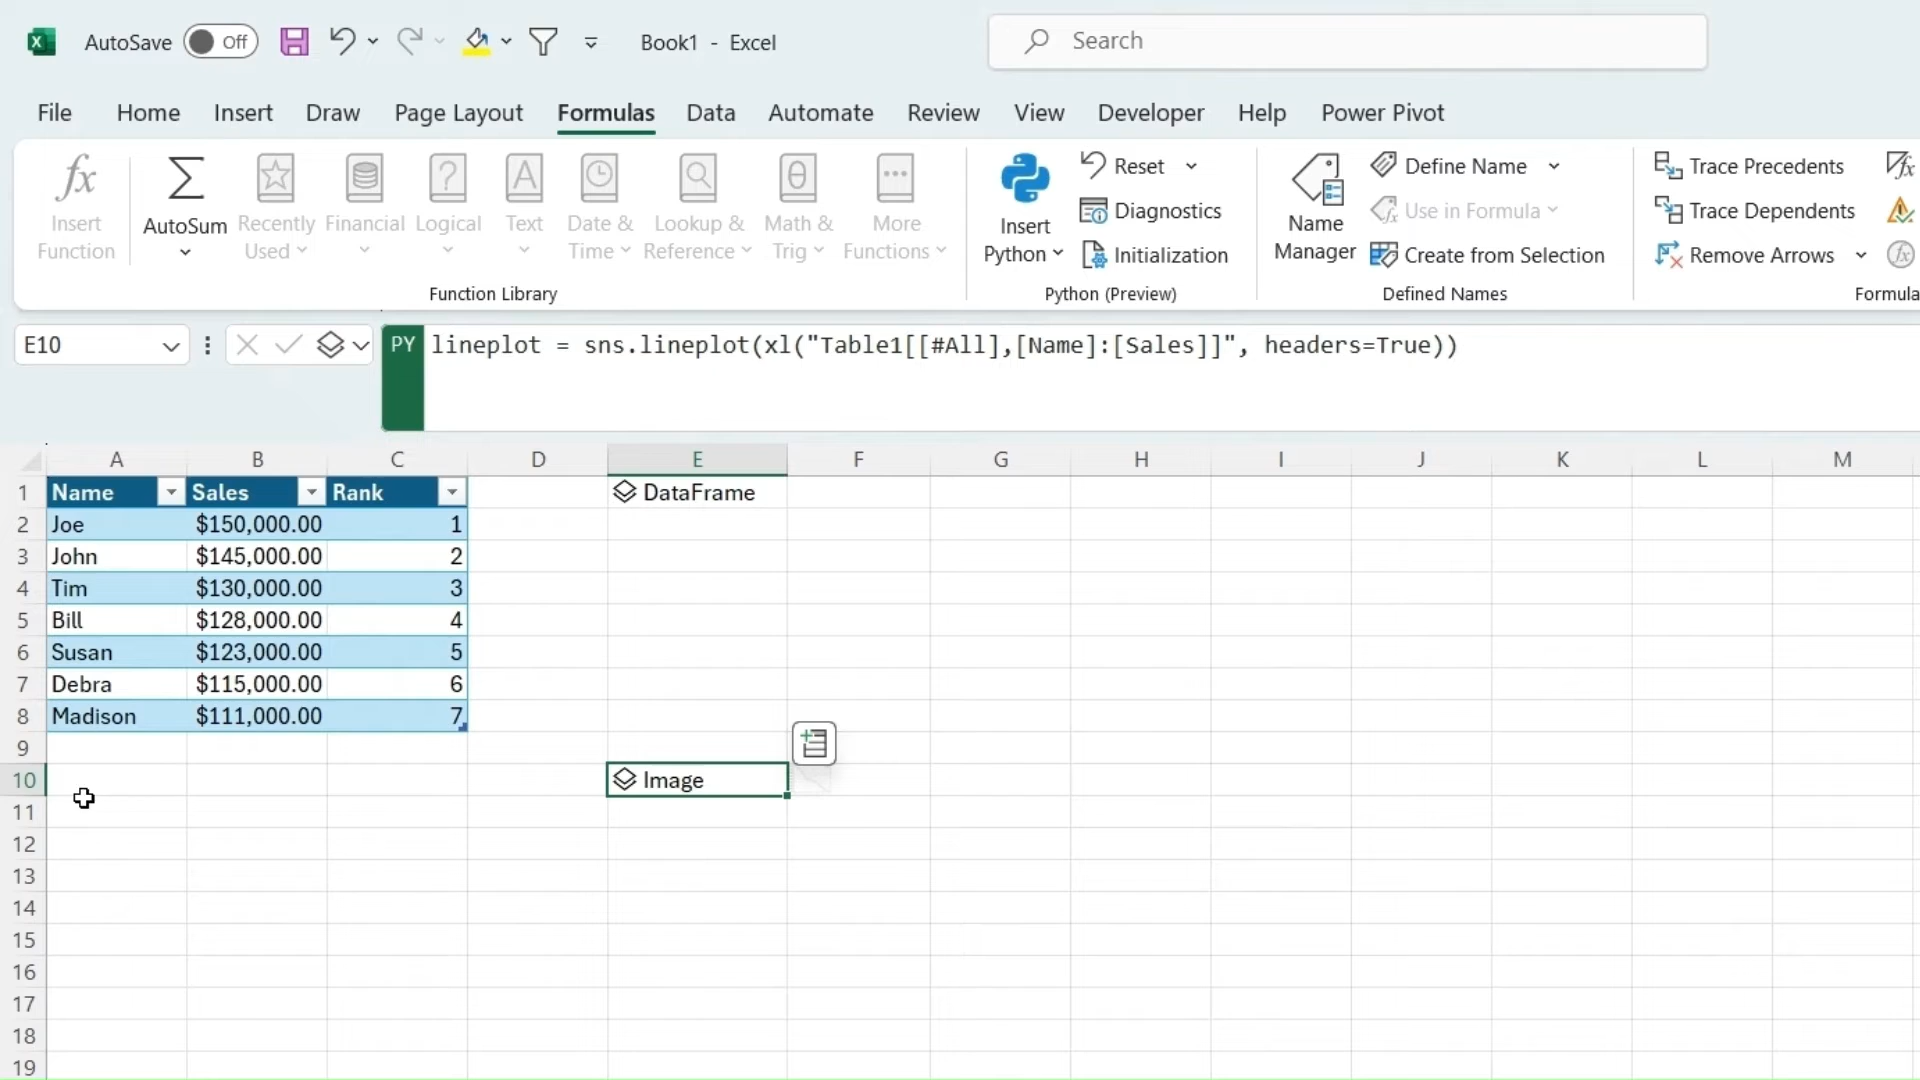 AutoSave Off Book1 - Excel Search
File Home Insert Draw Page Layout Formulas Data Automate Review View Developer Help Power Pivot
Insert Function
AutoSum
Recently Used
Financial
Logical
Text
Date & Time
Lookup & Reference
Math & Trig
More Functions
Function Library
Insert Python
Reset
Diagnostics
Initialization
Python (Preview)
Name Manager
Define Name
Use in Formula
Create from Selection
Defined Names
Trace Precedents
Trace Dependents
Remove Arrows
Formula
E10 PY lineplot = sns.lineplot(xl("Table1[[#All],[Name]:[Sales]]", headers=True))
A B C D E F G H I J K L M
1 Name Sales Rank DataFrame
2 Joe $150,000.00 1
3 John $145,000.00 2
4 Tim $130,000.00 3
5 Bill $128,000.00 4
6 Susan $123,000.00 5
7 Debra $115,000.00 6
8 Madison $111,000.00 7
9
10 Image
11
12
13
14
15
16
17
18
19